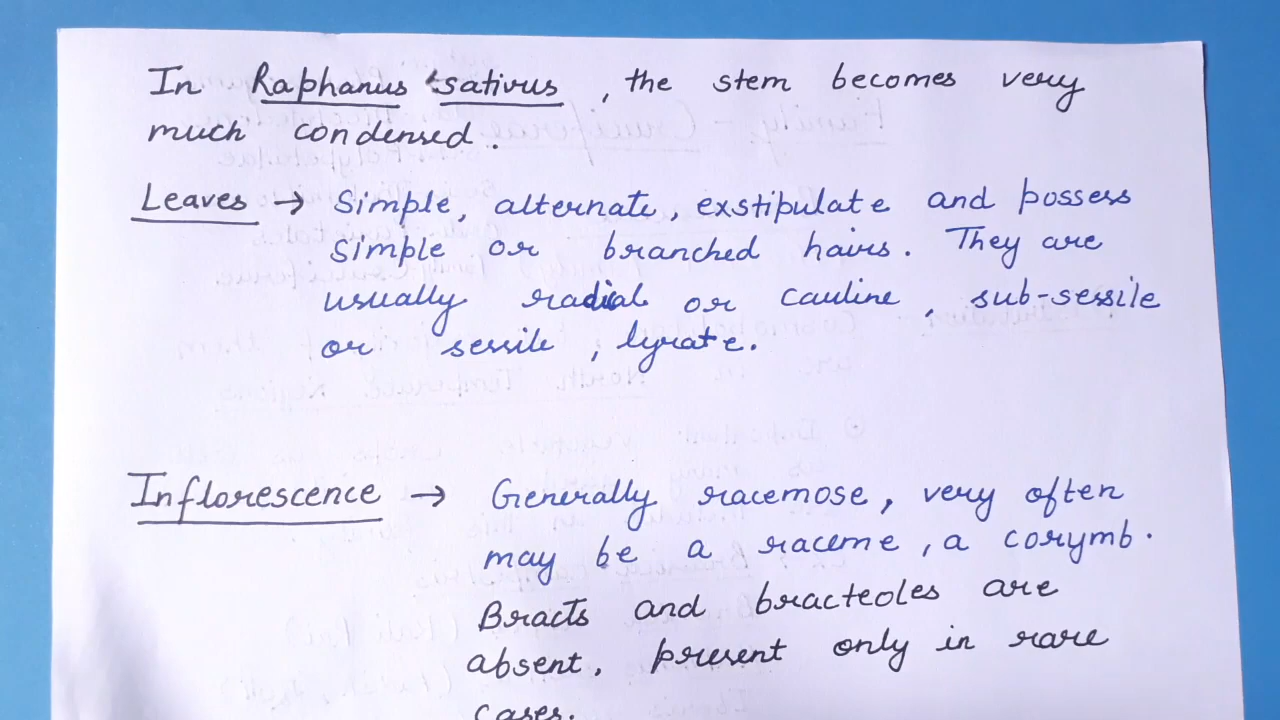 In Raphanus sativus, the stem becomes very
much condensed.
Leaves → Simple, alternate, exstipulate and possess
simple or branched hairs. They are
usually radial or cauline, sub-sessile
or sessile, lyrate.
Inflorescence → Generally racemose, very often
may be a raceme, a corymb.
Bracts and bracteoles are
absent, present only in rare
cases.